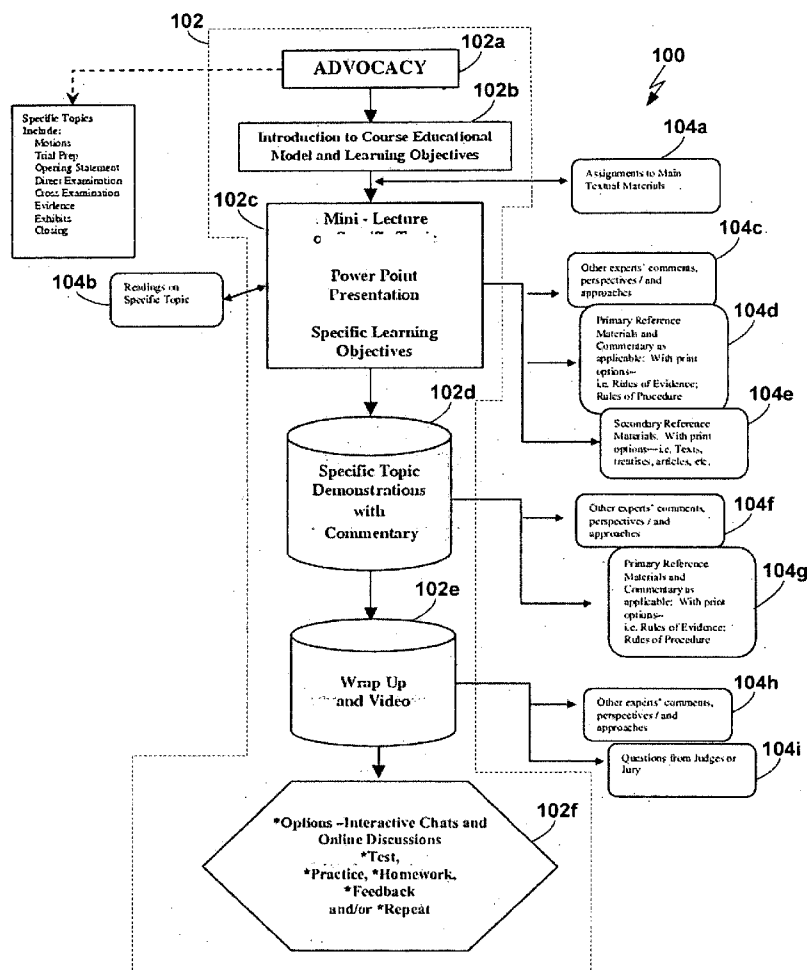 102
102a
ADVOCACY
100
102b
Introduction to Course Educational
Model and Learning Objectives
Specific Topics
Include:
Motions
Trial Prep
Opening Statement
Direct Examination
Cross Examination
Evidence
Exhibits
Closing
104a
Assignments to Main
Textual Materials
102c
Mini - Lecture
Power Point
Presentation
Specific Learning
Objectives
104b
Readings on
Specific Topic
104c
Other experts' comments,
perspectives / and
approaches
104d
Primary Reference
Materials and
Commentary as
applicable: With print
options--
i.e. Rules of Evidence;
Rules of Procedure
104e
Secondary Reference
Materials. With print
options---i.e. Texts,
treatises, articles, etc.
102d
Specific Topic
Demonstrations
with
Commentary
104f
Other experts' comments,
perspectives / and
approaches
104g
Primary Reference
Materials and
Commentary as
applicable: With print
options--
i.e. Rules of Evidence;
Rules of Procedure
102e
Wrap Up
and Video
104h
Other experts' comments,
perspectives / and
approaches
104i
Questions from Judges or
Jury
102f
*Options –Interactive Chats and
Online Discussions
*Test,
*Practice, *Homework,
*Feedback
and/or *Repeat